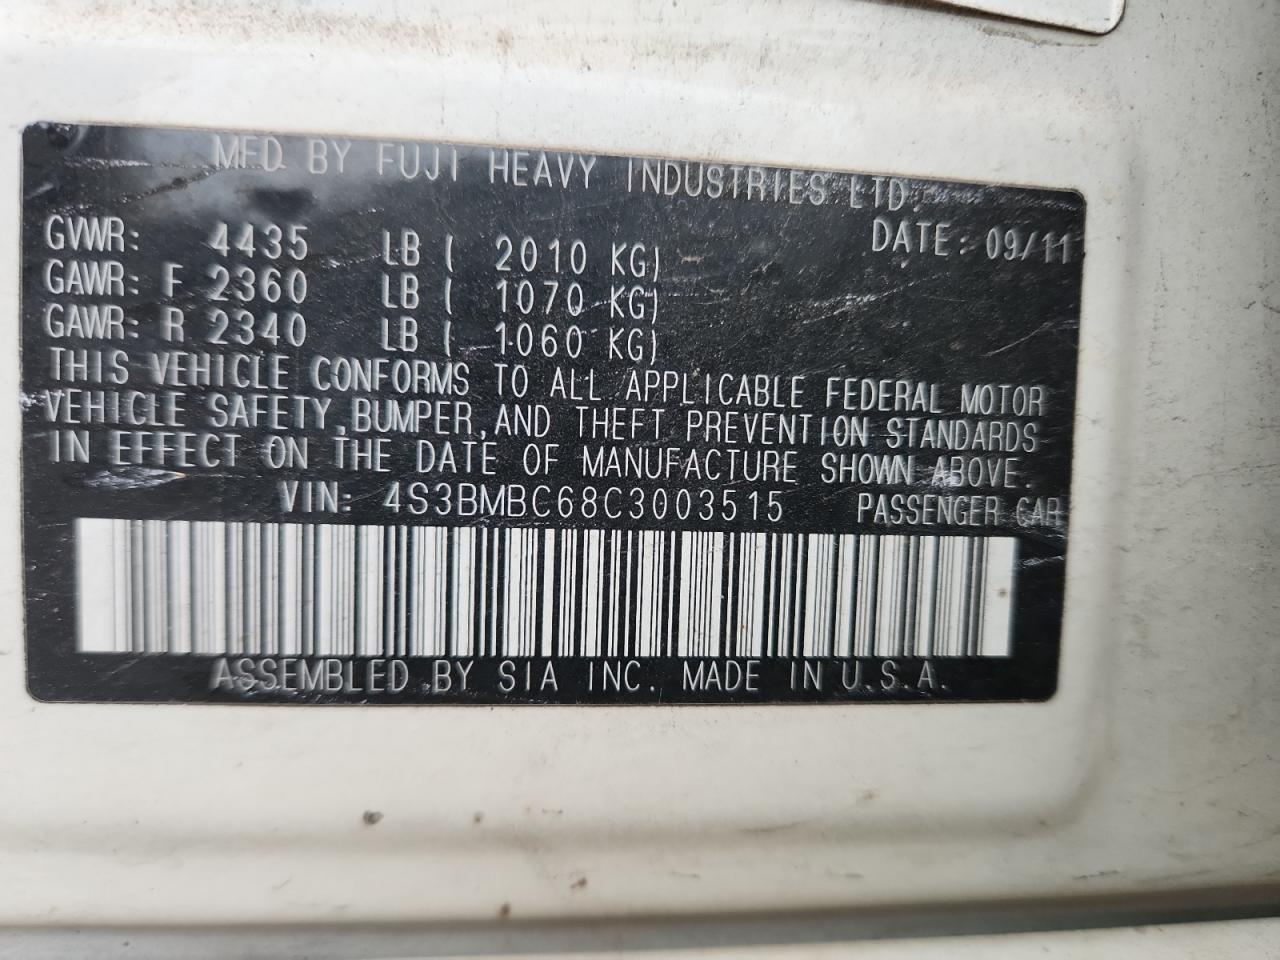 MFD. BY FUJI HEAVY INDUSTRIES LTD.
DATE: 09/11
GVWR: 4435 LB ( 2010 KG)
GAWR: F 2360 LB ( 1070 KG)
GAWR: R 2340 LB ( 1060 KG)
THIS VEHICLE CONFORMS TO ALL APPLICABLE FEDERAL MOTOR
VEHICLE SAFETY, BUMPER, AND THEFT PREVENTION STANDARDS
IN EFFECT ON THE DATE OF MANUFACTURE SHOWN ABOVE.
VIN: 4S3BMBC68C3003515 PASSENGER CAR
ASSEMBLED BY SIA INC. MADE IN U.S.A.